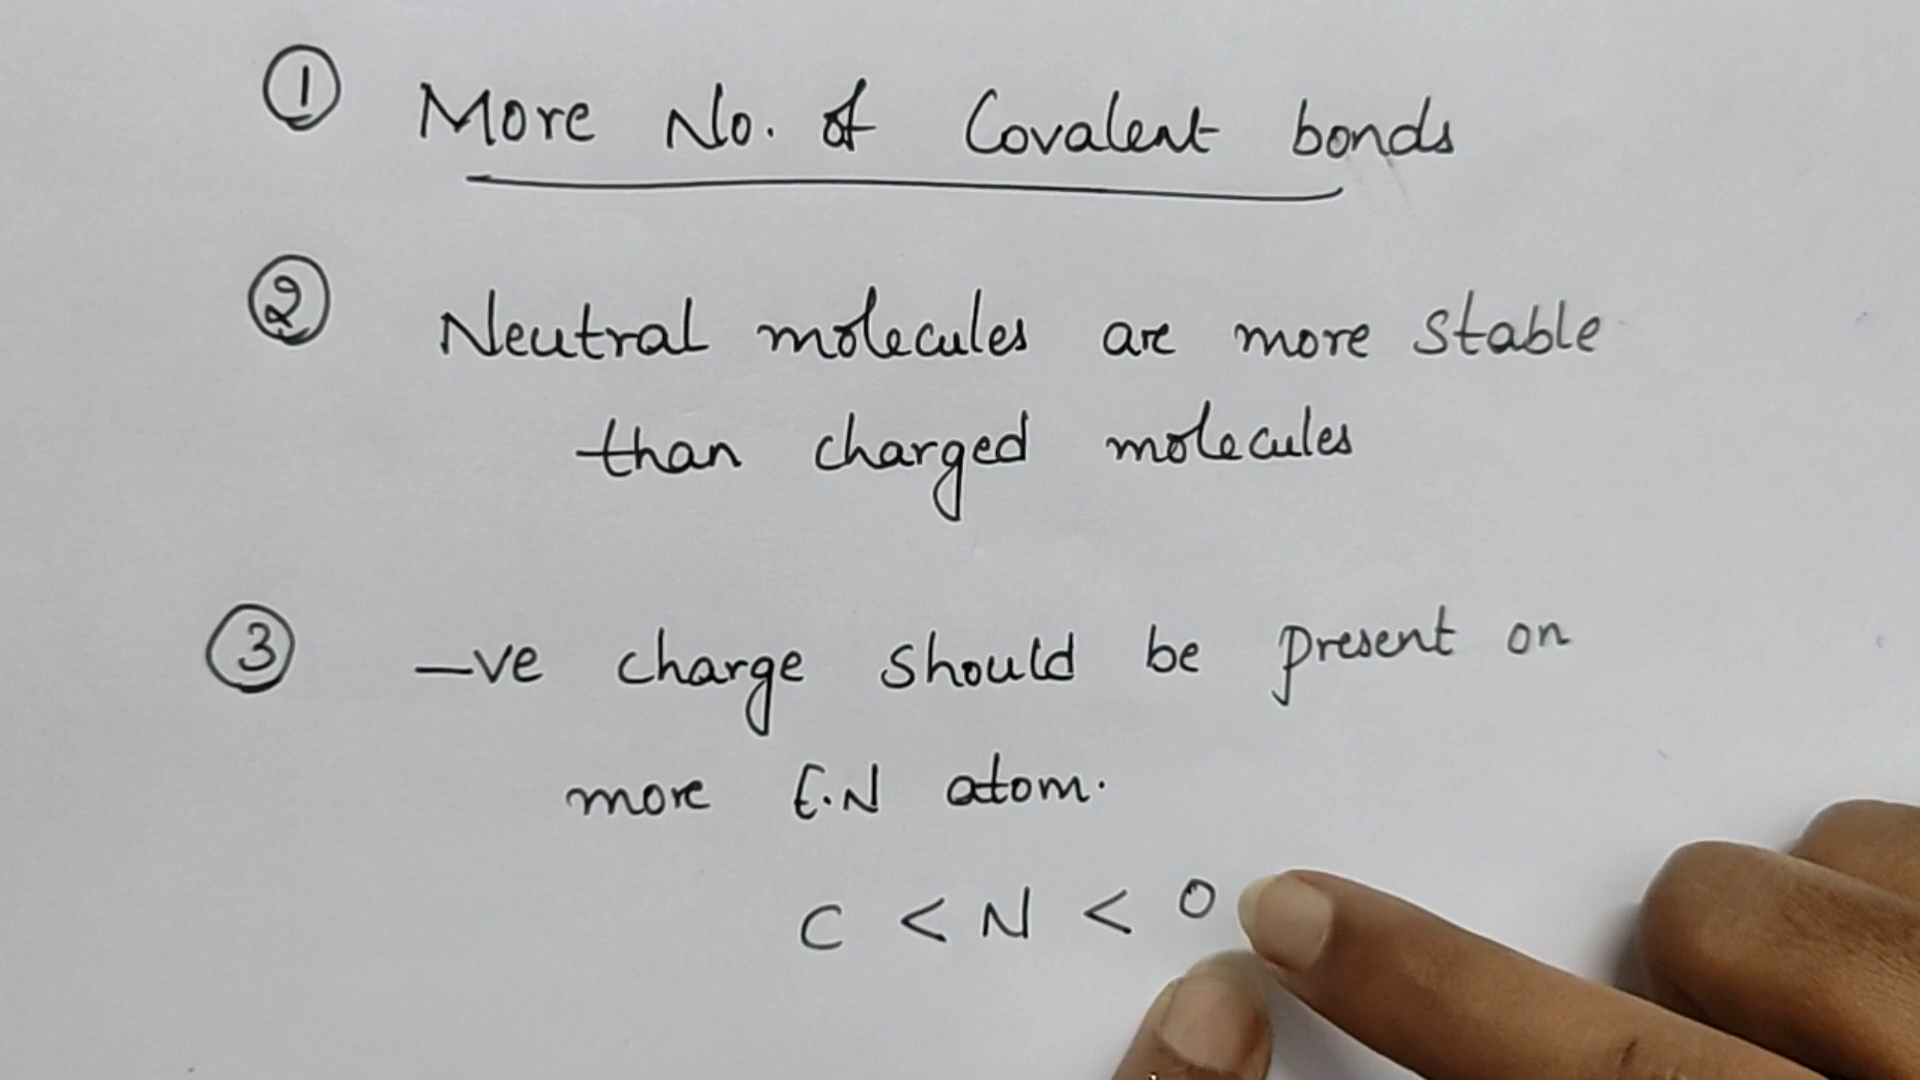 ① More No. of Covalent bonds
② Neutral molecules are more stable
than charged molecules
③ -ve charge should be present on
more E.N atom.
C < N < O